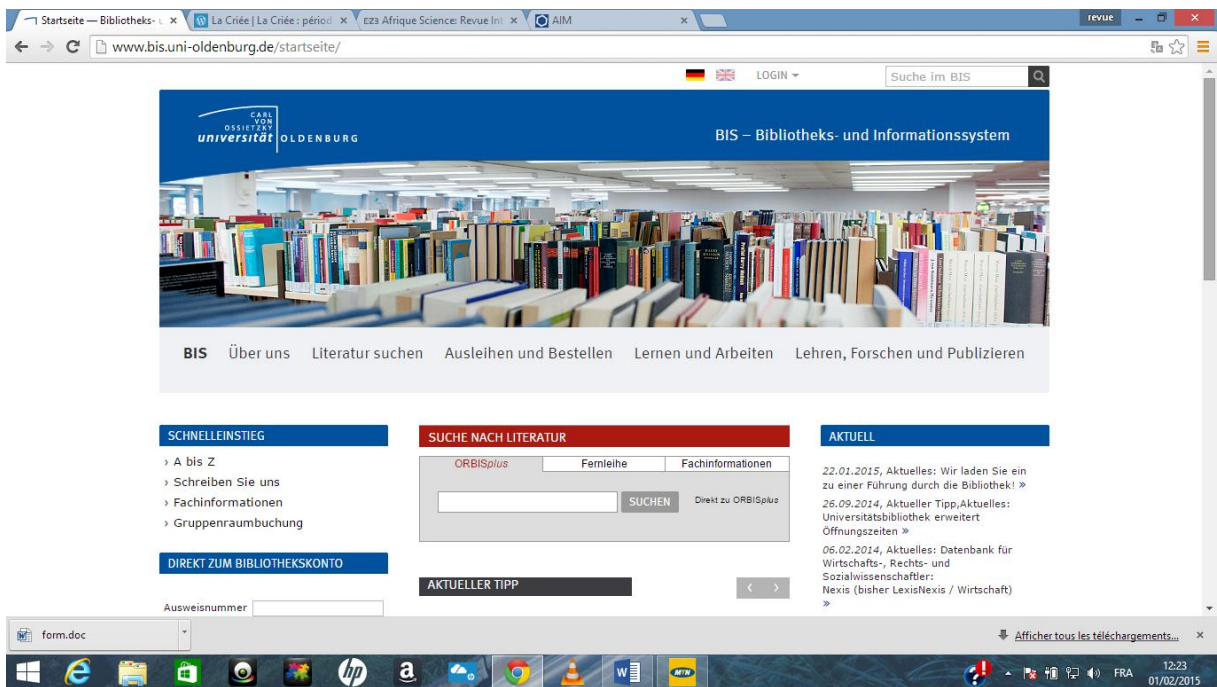 Startseite — Bibliotheks- u
La Criée | La Criée : périod
EZ3 Afrique Science: Revue Int
AIM
revue
www.bis.uni-oldenburg.de/startseite/
LOGIN
Suche im BIS
CARL
VON
OSSIETZKY
universität OLDENBURG
BIS – Bibliotheks- und Informationssystem
BIS Über uns Literatur suchen Ausleihen und Bestellen Lernen und Arbeiten Lehren, Forschen und Publizieren
SCHNELLEINSTIEG
› A bis Z
› Schreiben Sie uns
› Fachinformationen
› Gruppenraumbuchung
DIREKT ZUM BIBLIOTHEKSKONTO
Ausweisnummer
SUCHE NACH LITERATUR
ORBISplus Fernleihe Fachinformationen
SUCHEN Direkt zu ORBISplus
AKTUELLER TIPP
AKTUELL
22.01.2015, Aktuelles: Wir laden Sie ein
zu einer Führung durch die Bibliothek! »
26.09.2014, Aktueller Tipp,Aktuelles:
Universitätsbibliothek erweitert
Öffnungszeiten »
06.02.2014, Aktuelles: Datenbank für
Wirtschafts-, Rechts- und
Sozialwissenschaftler:
Nexis (bisher LexisNexis / Wirtschaft)
»
form.doc
Afficher tous les téléchargements...
hp
a
MTN
FRA
12:23
01/02/2015